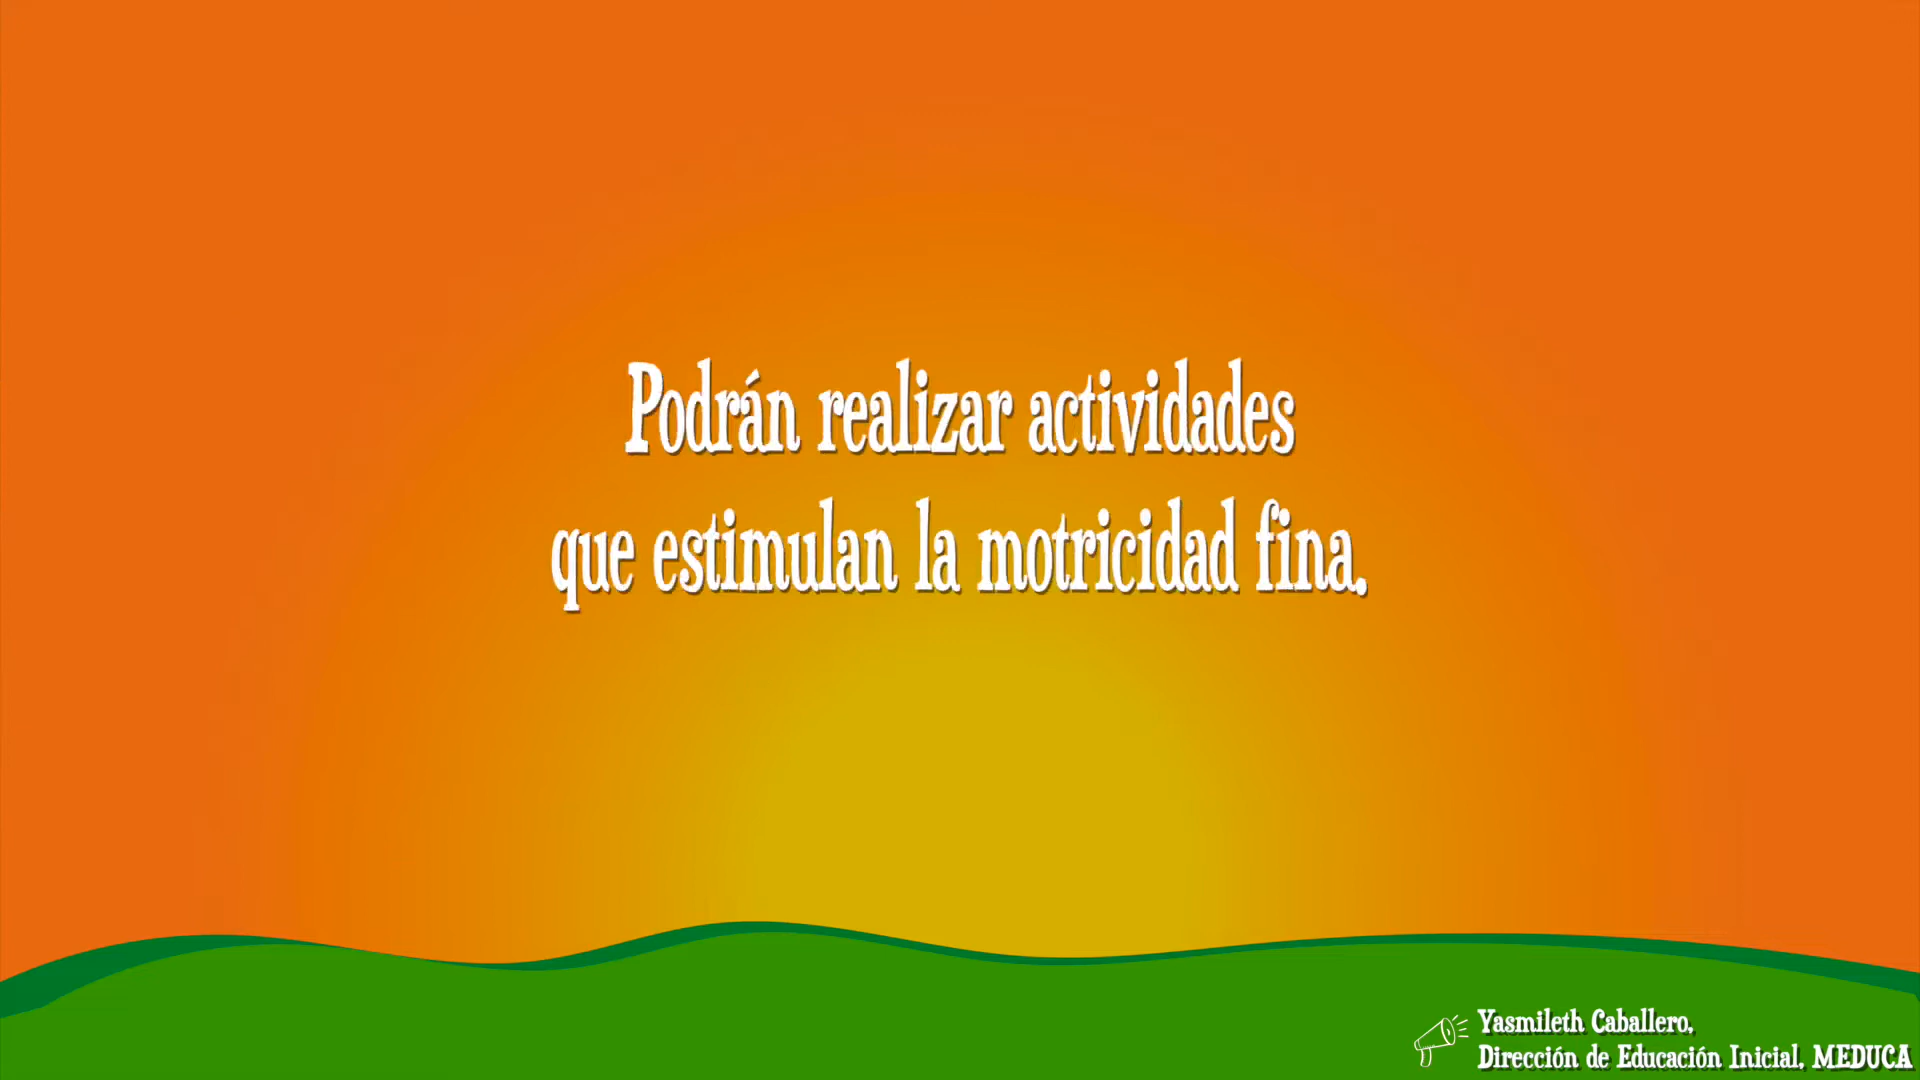 Podrán realizar actividades
que estimulan la motricidad fina.
Yasmileth Caballero,
Dirección de Educación Inicial, MEDUCA